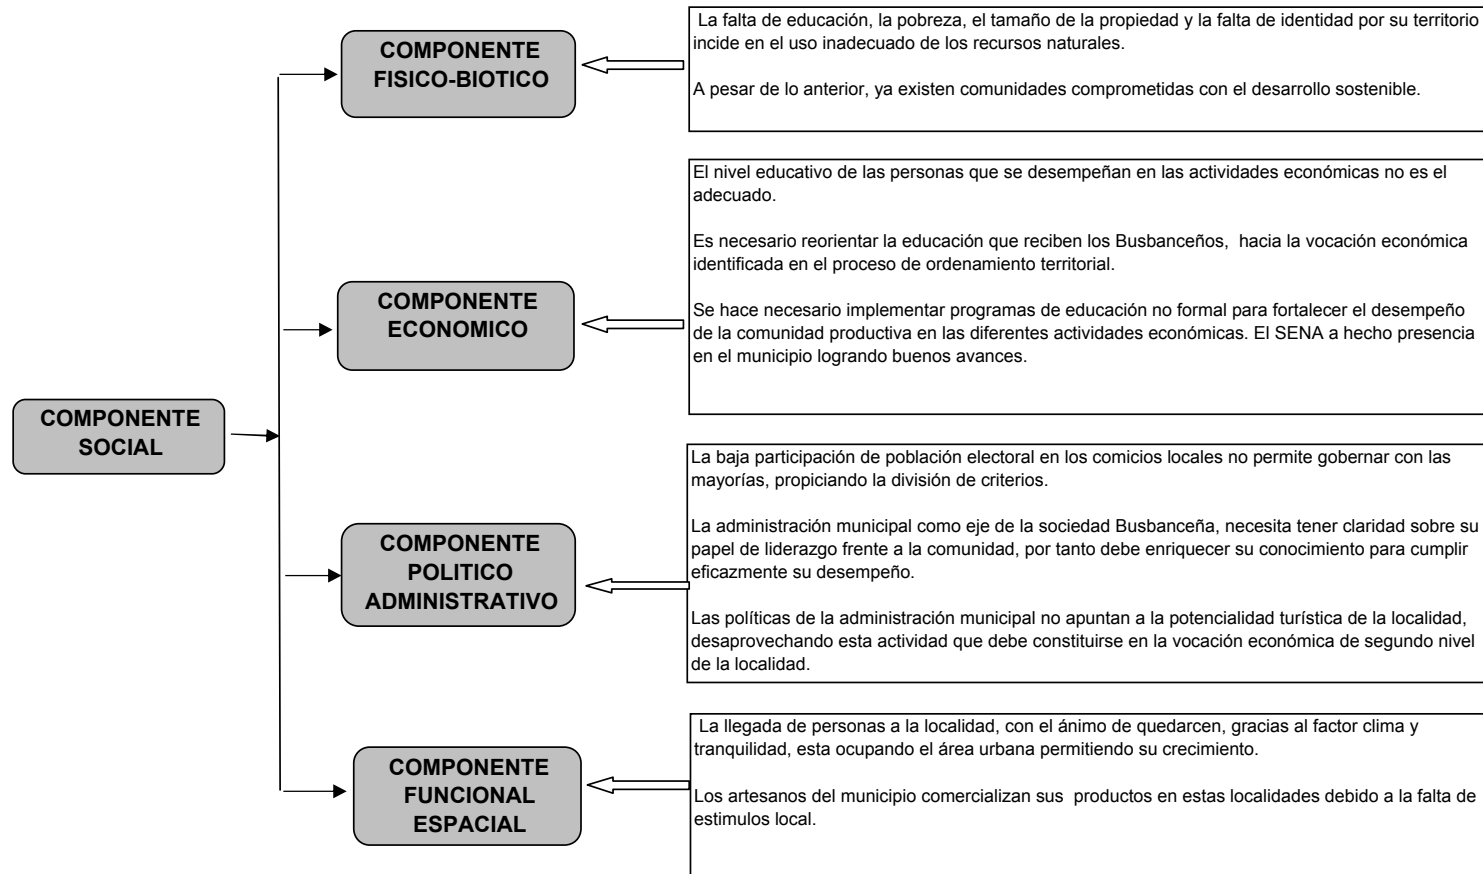 COMPONENTE
SOCIAL
COMPONENTE
FISICO-BIOTICO
La falta de educación, la pobreza, el tamaño de la propiedad y la falta de identidad por su territorio
incide en el uso inadecuado de los recursos naturales.
A pesar de lo anterior, ya existen comunidades comprometidas con el desarrollo sostenible.
COMPONENTE
ECONOMICO
El nivel educativo de las personas que se desempeñan en las actividades económicas no es el
adecuado.
Es necesario reorientar la educación que reciben los Busbanceños, hacia la vocación económica
identificada en el proceso de ordenamiento territorial.
Se hace necesario implementar programas de educación no formal para fortalecer el desempeño
de la comunidad productiva en las diferentes actividades económicas. El SENA a hecho presencia
en el municipio logrando buenos avances.
COMPONENTE
POLITICO
ADMINISTRATIVO
La baja participación de población electoral en los comicios locales no permite gobernar con las
mayorías, propiciando la división de criterios.
La administración municipal como eje de la sociedad Busbanceña, necesita tener claridad sobre su
papel de liderazgo frente a la comunidad, por tanto debe enriquecer su conocimiento para cumplir
eficazmente su desempeño.
Las políticas de la administración municipal no apuntan a la potencialidad turística de la localidad,
desaprovechando esta actividad que debe constituirse en la vocación económica de segundo nivel
de la localidad.
COMPONENTE
FUNCIONAL
ESPACIAL
La llegada de personas a la localidad, con el ánimo de quedarcen, gracias al factor clima y
tranquilidad, esta ocupando el área urbana permitiendo su crecimiento.
Los artesanos del municipio comercializan sus productos en estas localidades debido a la falta de
estimulos local.